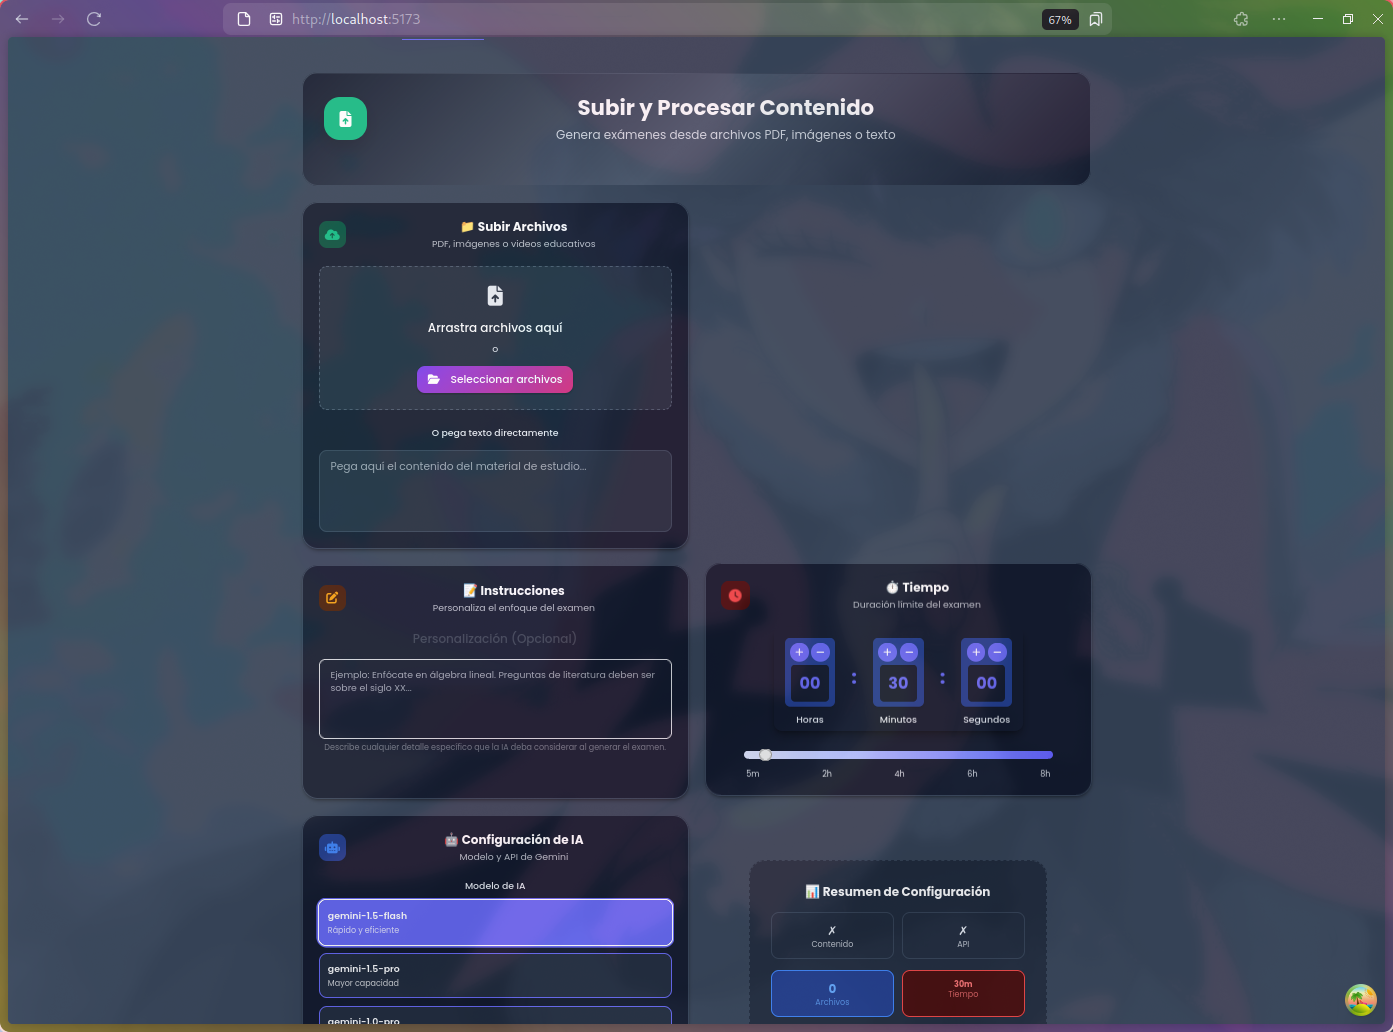 http://localhost:5173
67%
Subir y Procesar Contenido
Genera exámenes desde archivos PDF, imágenes o texto
📁 Subir Archivos
PDF, imágenes o videos educativos
Arrastra archivos aquí
o
Seleccionar archivos
O pega texto directamente
Pega aquí el contenido del material de estudio...
📝 Instrucciones
Personaliza el enfoque del examen
Personalización (Opcional)
Ejemplo: Enfócate en álgebra lineal. Preguntas de literatura deben ser
sobre el siglo XX...
Describe cualquier detalle específico que la IA deba considerar al generar el examen.
⏱️ Tiempo
Duración límite del examen
+ − + − + −
00 : 30 : 00
Horas Minutos Segundos
5m 2h 4h 6h 8h
🤖 Configuración de IA
Modelo y API de Gemini
Modelo de IA
gemini-1.5-flash
Rápido y eficiente
gemini-1.5-pro
Mayor capacidad
gemini-1.0-pro
📊 Resumen de Configuración
✗ ✗
Contenido API
0 30m
Archivos Tiempo